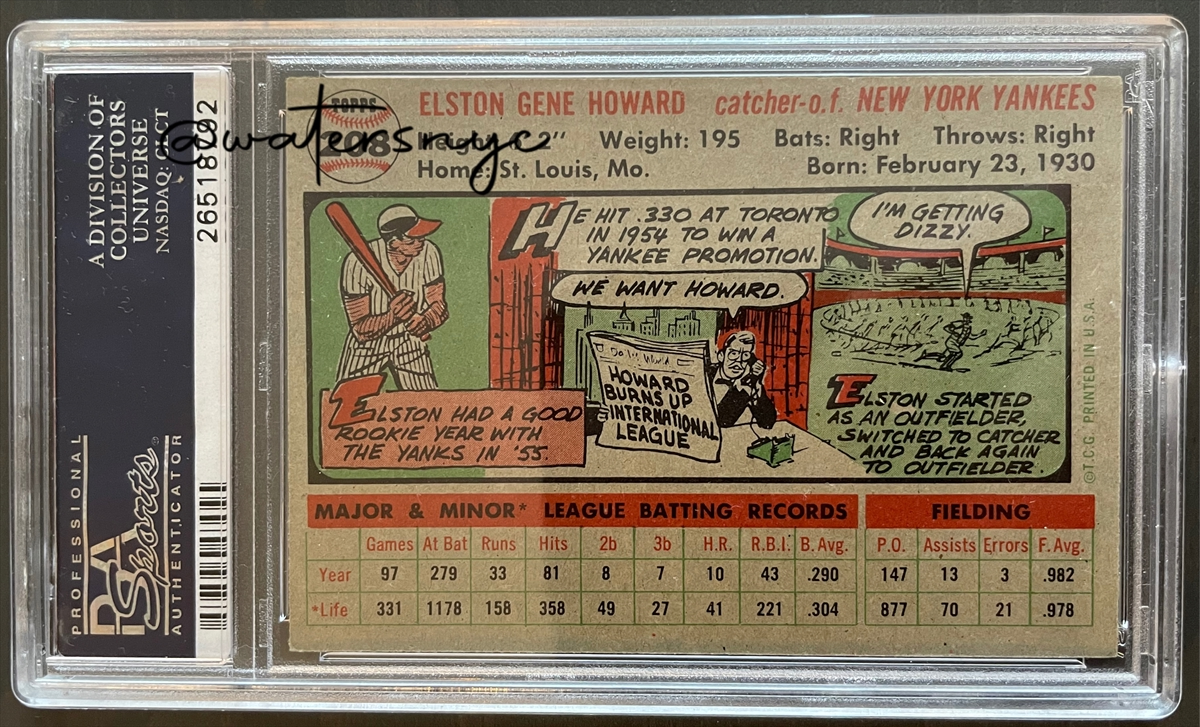 A DIVISION OF
COLLECTORS
UNIVERSE
NASDAQ: CLCT
PROFESSIONAL
PSA
Sports
AUTHENTICATOR
@watersnyc
TOPPS
ELSTON GENE HOWARD catcher-o.f. NEW YORK YANKEES
Weight: 195 Bats: Right Throws: Right
Home: St. Louis, Mo. Born: February 23, 1930
HE HIT .330 AT TORONTO
IN 1954 TO WIN A
YANKEE PROMOTION.
I'M GETTING
DIZZY.
WE WANT HOWARD.
Daily World
HOWARD
BURNS UP
INTERNATIONAL
LEAGUE
ELSTON HAD A GOOD
ROOKIE YEAR WITH
THE YANKS IN '55.
ELSTON STARTED
AS AN OUTFIELDER,
SWITCHED TO CATCHER
AND BACK AGAIN
TO OUTFIELDER.
©T.C.G. PRINTED IN U.S.A.
MAJOR & MINOR* LEAGUE BATTING RECORDS FIELDING
Games At Bat Runs Hits 2b 3b H.R. R.B.I. B. Avg. P.O. Assists Errors F. Avg.
Year 97 279 33 81 8 7 10 43 .290 147 13 3 .982
*Life 331 1178 158 358 49 27 41 221 .304 877 70 21 .978